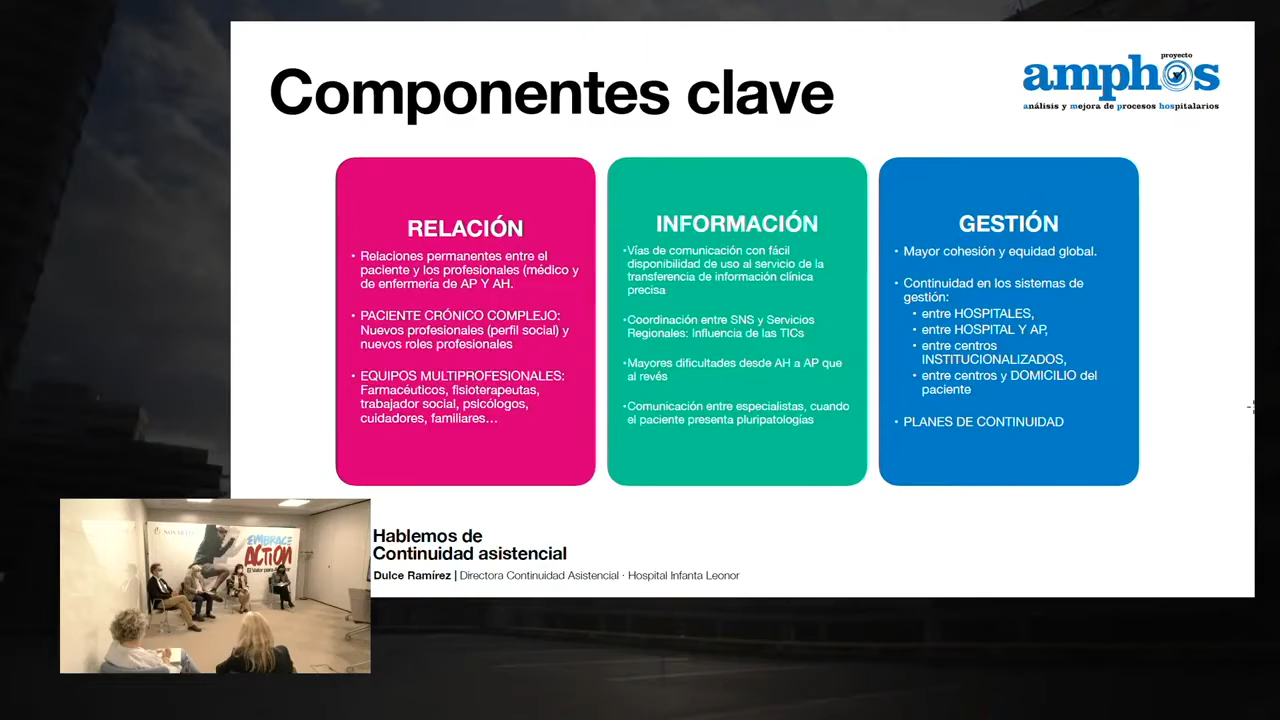 Componentes clave
proyecto
amphos
análisis y mejora de procesos hospitalarios
RELACIÓN
• Relaciones permanentes entre el
paciente y los profesionales (médico y
de enfermería de AP Y AH.
• PACIENTE CRÓNICO COMPLEJO:
Nuevos profesionales (perfil social) y
nuevos roles profesionales
• EQUIPOS MULTIPROFESIONALES:
Farmacéuticos, fisioterapeutas,
trabajador social, psicólogos,
cuidadores, familiares…
INFORMACIÓN
•Vías de comunicación con fácil
disponibilidad de uso al servicio de la
transferencia de información clínica
precisa
•Coordinación entre SNS y Servicios
Regionales: Influencia de las TICs
•Mayores dificultades desde AH a AP que
al revés
•Comunicación entre especialistas, cuando
el paciente presenta pluripatologías
GESTIÓN
• Mayor cohesión y equidad global.
• Continuidad en los sistemas de
gestión:
• entre HOSPITALES,
• entre HOSPITAL Y AP,
• entre centros
INSTITUCIONALIZADOS,
• entre centros y DOMICILIO del
paciente
• PLANES DE CONTINUIDAD
EMBRACE
ACTION
Hablemos de
Continuidad asistencial
Dulce Ramírez | Directora Continuidad Asistencial · Hospital Infanta Leonor